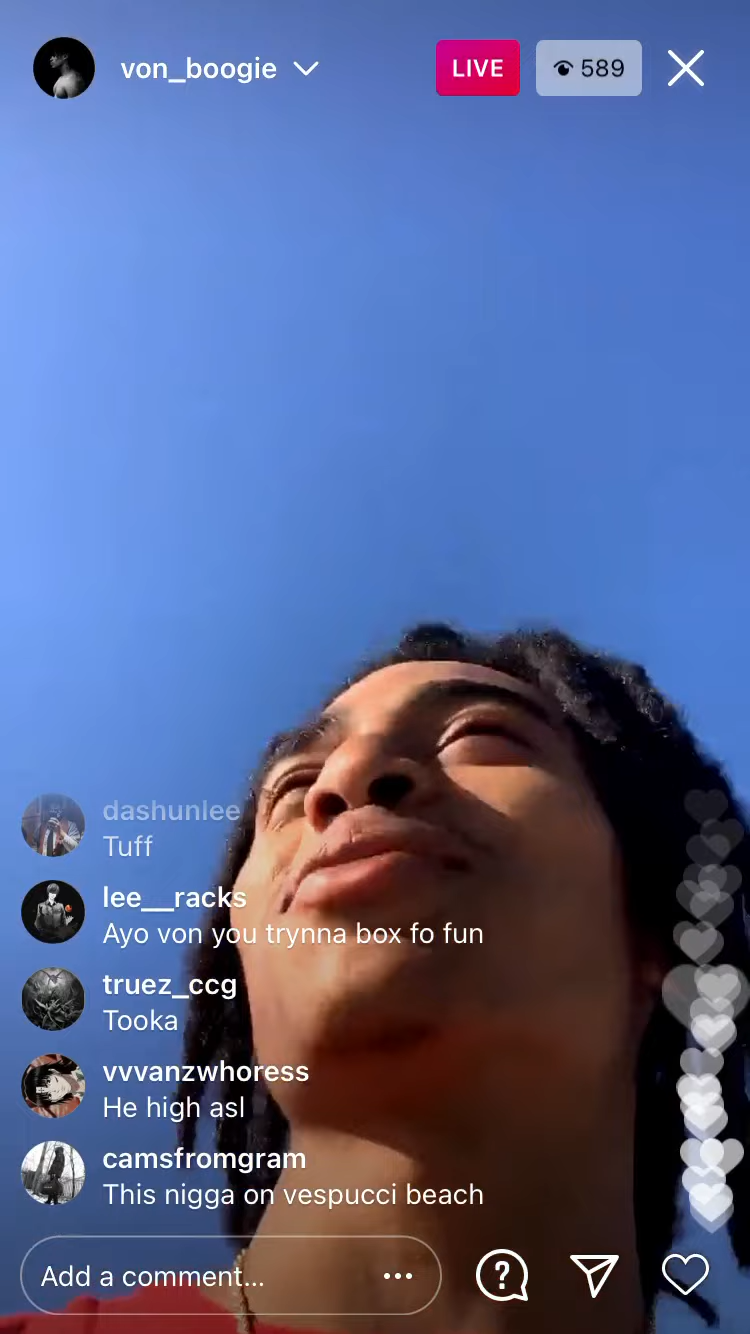 von_boogie
LIVE
589
dashunlee
Tuff
lee__racks
Ayo von you trynna box fo fun
truez_ccg
Tooka
vvvanzwhoress
He high asl
camsfromgram
This nigga on vespucci beach
Add a comment...